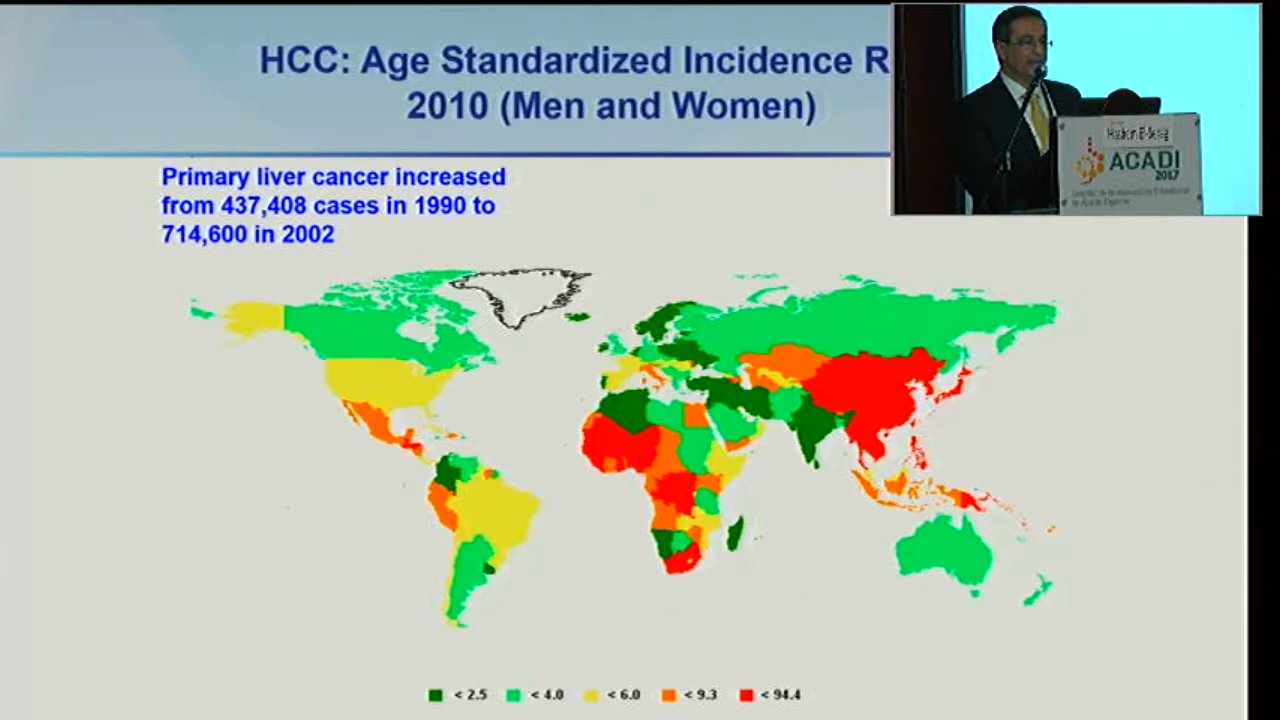 HCC: Age Standardized Incidence R
2010 (Men and Women)
Primary liver cancer increased
from 437,408 cases in 1990 to
714,600 in 2002
ACADI
2017
< 2.5
< 4.0
< 6.0
< 9.3
< 94.4